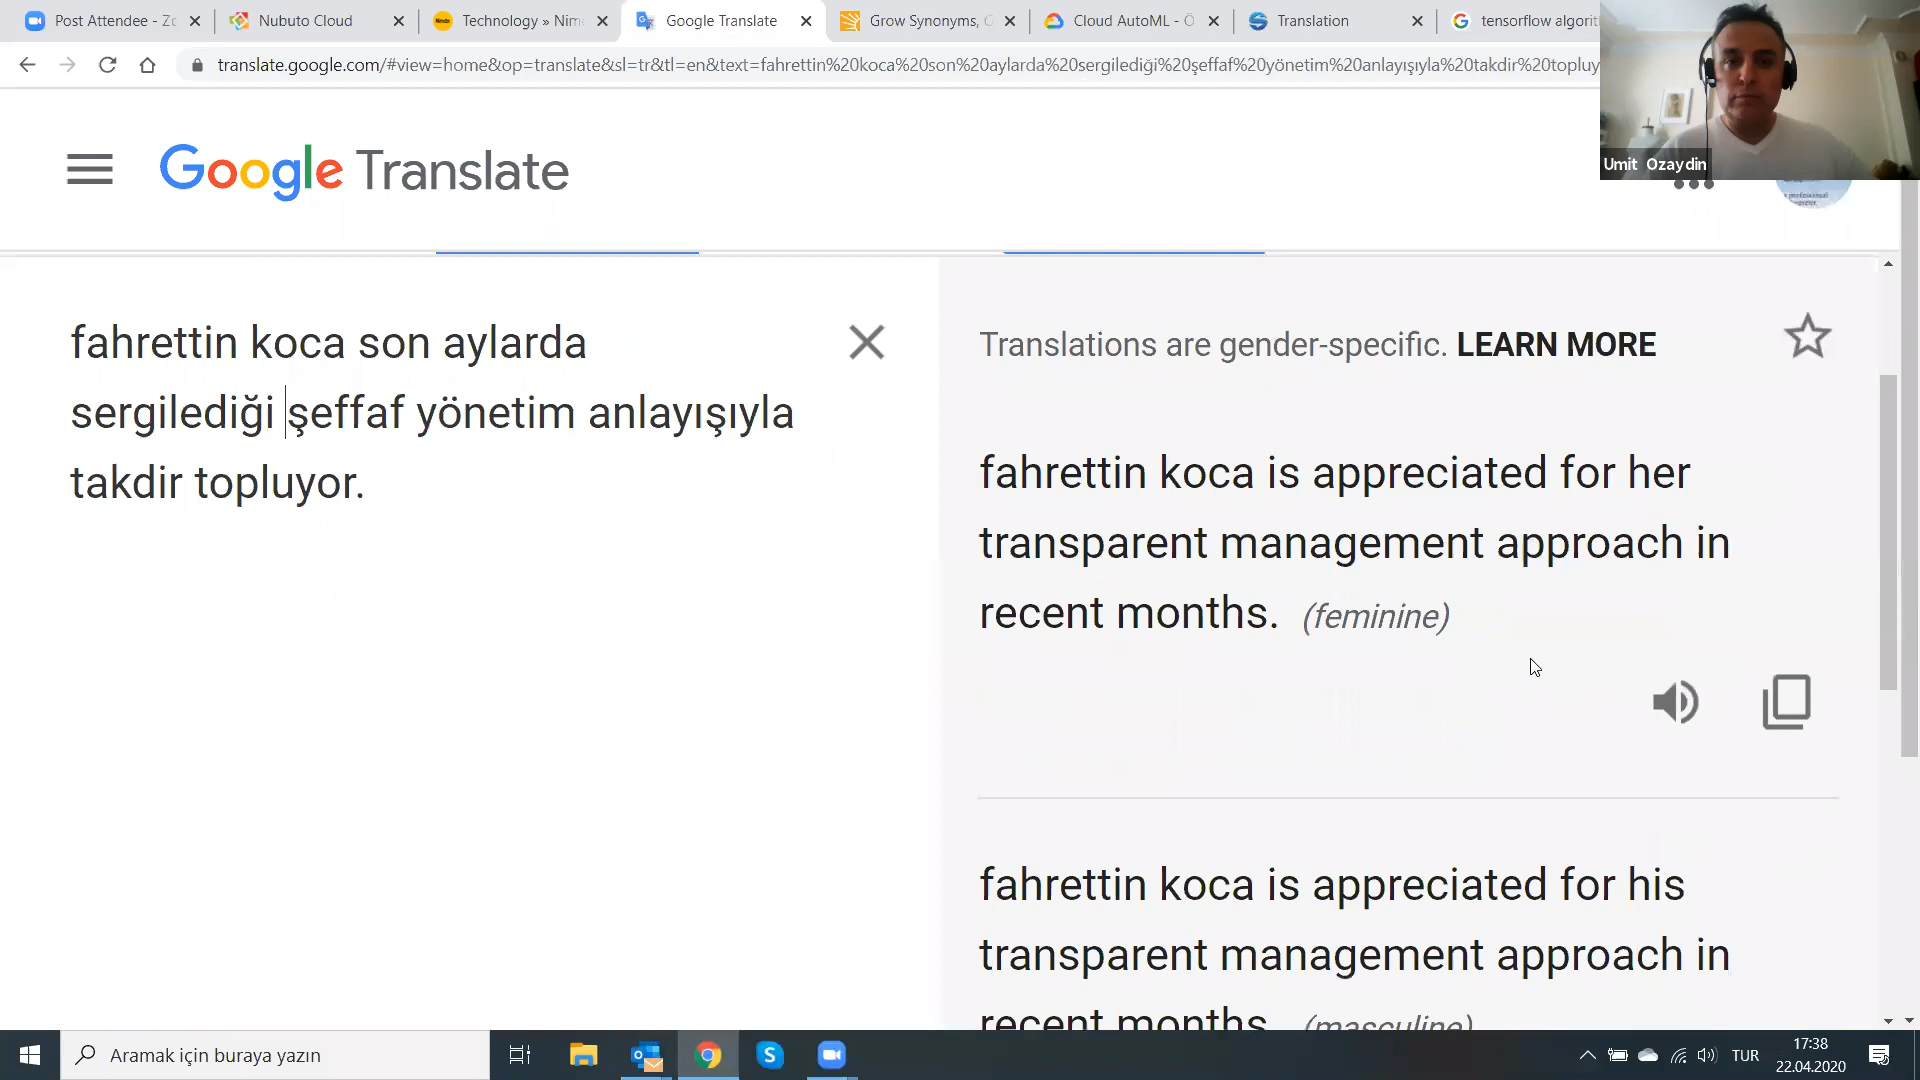 Post Attendee - Zo
Nubuto Cloud
Technology » Nim
Google Translate
Grow Synonyms, G
Cloud AutoML - Ö
Translation
tensorflow algorit
translate.google.com/#view=home&op=translate&sl=tr&tl=en&text=fahrettin%20koca%20son%20aylarda%20sergilediği%20şeffaf%20yönetim%20anlayışıyla%20takdir%20topluy
Umit Ozaydin
Google Translate
fahrettin koca son aylarda
sergilediği şeffaf yönetim anlayışıyla
takdir topluyor.
Translations are gender-specific. LEARN MORE
fahrettin koca is appreciated for her
transparent management approach in
recent months. (feminine)
fahrettin koca is appreciated for his
transparent management approach in
recent months. (masculine)
Aramak için buraya yazın
TUR
17:38
22.04.2020